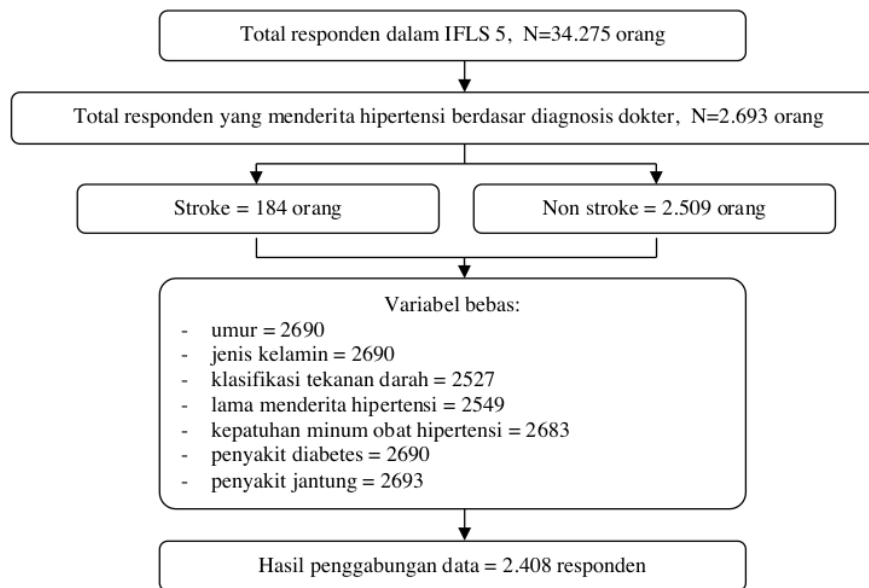 Total responden dalam IFLS 5, N=34.275 orang
Total responden yang menderita hipertensi berdasar diagnosis dokter, N=2.693 orang
Stroke = 184 orang
Non stroke = 2.509 orang
Variabel bebas:
- umur = 2690
- jenis kelamin = 2690
- klasifikasi tekanan darah = 2527
- lama menderita hipertensi = 2549
- kepatuhan minum obat hipertensi = 2683
- penyakit diabetes = 2690
- penyakit jantung = 2693
Hasil penggabungan data = 2.408 responden